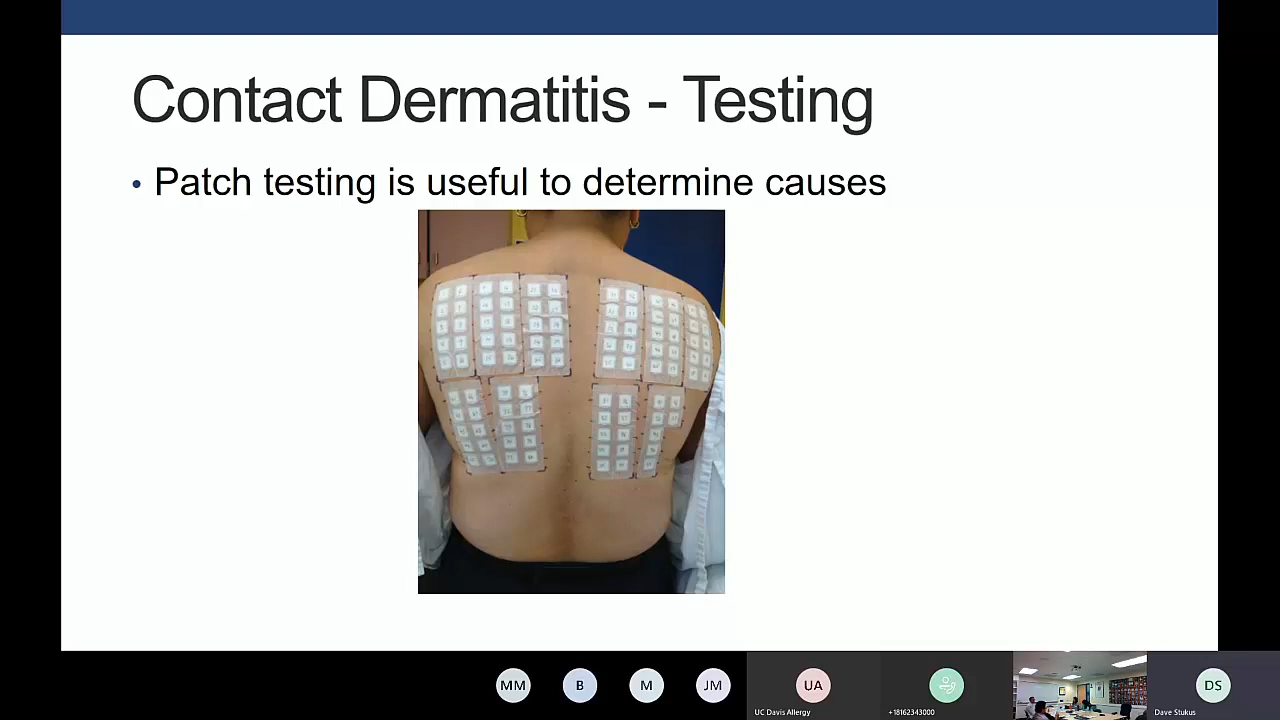 Contact Dermatitis - Testing
• Patch testing is useful to determine causes
MM
B
M
JM
UA
DS
UC Davis Allergy
+18162343000
Dave Stukus